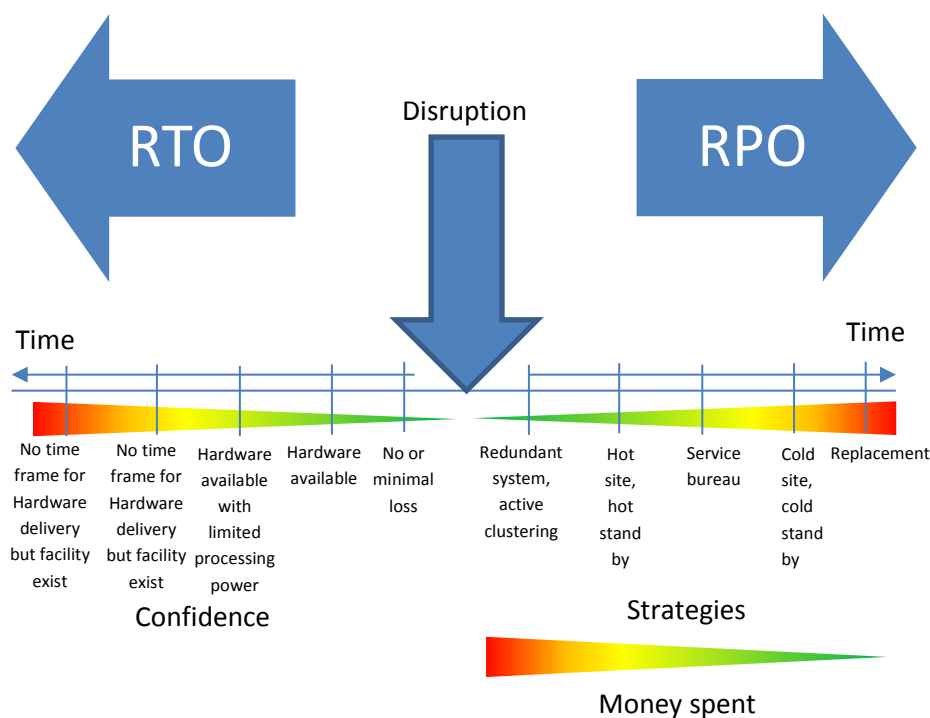 RTO
Disruption
RPO
Time
Time
No time
frame for
Hardware
delivery
but facility
exist
No time
frame for
Hardware
delivery
but facility
exist
Hardware
available
with
limited
processing
power
Hardware
available
No or
minimal
loss
Redundant
system,
active
clustering
Hot
site,
hot
stand
by
Service
bureau
Cold
site,
cold
stand
by
Replacement
Confidence
Strategies
Money spent